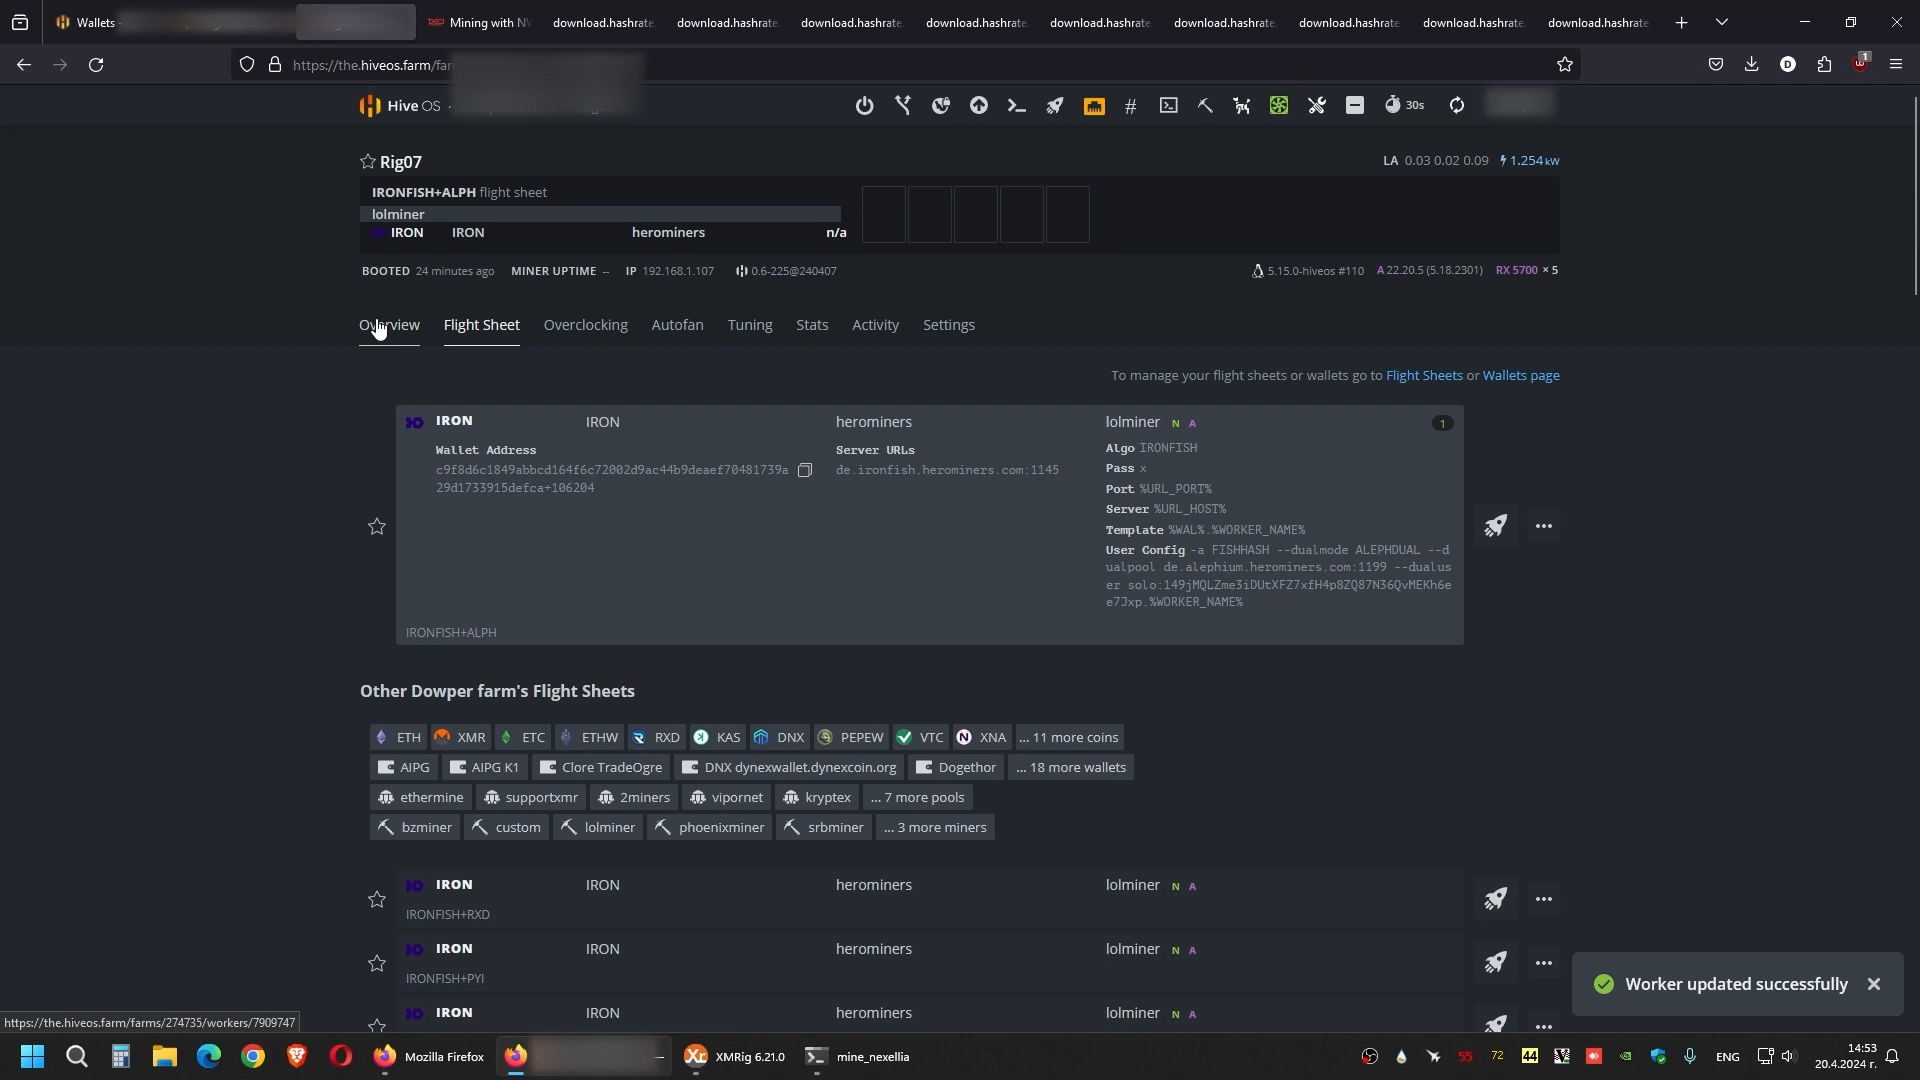 Wallets -
Mining with NV
download.hashrate.
download.hashrate.
download.hashrate.
download.hashrate.
download.hashrate.
download.hashrate.
download.hashrate.
download.hashrate.
download.hashrate.
https://the.hiveos.farm/far
Hive OS
30s
Rig07
LA 0.03 0.02 0.09 1.254 kW
IRONFISH+ALPH flight sheet
lolminer
IRON IRON herominers n/a
BOOTED 24 minutes ago MINER UPTIME -- IP 192.168.1.107 0.6-225@240407
5.15.0-hiveos #110 A 22.20.5 (5.18.2301) RX 5700 × 5
Overview Flight Sheet Overclocking Autofan Tuning Stats Activity Settings
To manage your flight sheets or wallets go to Flight Sheets or Wallets page
IRON IRON herominers lolminer N A 1
Wallet Address
c9f8d6c1849abbcd164f6c72002d9ac44b9deaef70481739a
29d1733915defca+106204
Server URLs
de.ironfish.herominers.com:1145
Algo IRONFISH
Pass x
Port %URL_PORT%
Server %URL_HOST%
Template %WAL%.%WORKER_NAME%
User Config -a FISHHASH --dualmode ALEPHDUAL --d
ualpool de.alephium.herominers.com:1199 --dualus
er solo:149jMQLZme3iDUtXFZ7xfH4p8ZQ87N36QvMEKh6e
e7Jxp.%WORKER_NAME%
IRONFISH+ALPH
Other Dowper farm's Flight Sheets
ETH XMR ETC ETHW RXD KAS DNX PEPEW VTC XNA ... 11 more coins
AIPG AIPG K1 Clore TradeOgre DNX dynexwallet.dynexcoin.org Dogethor ... 18 more wallets
ethermine supportxmr 2miners vipornet kryptex ... 7 more pools
bzminer custom lolminer phoenixminer srbminer ... 3 more miners
IRON IRON herominers lolminer N A
IRONFISH+RXD
IRON IRON herominers lolminer N A
IRONFISH+PYI
IRON IRON herominers lolminer N A
Worker updated successfully
https://the.hiveos.farm/farms/274735/workers/7909747
Mozilla Firefox
XMRig 6.21.0
mine_nexellia
55 72 44
ENG
14:53
20.4.2024 г.